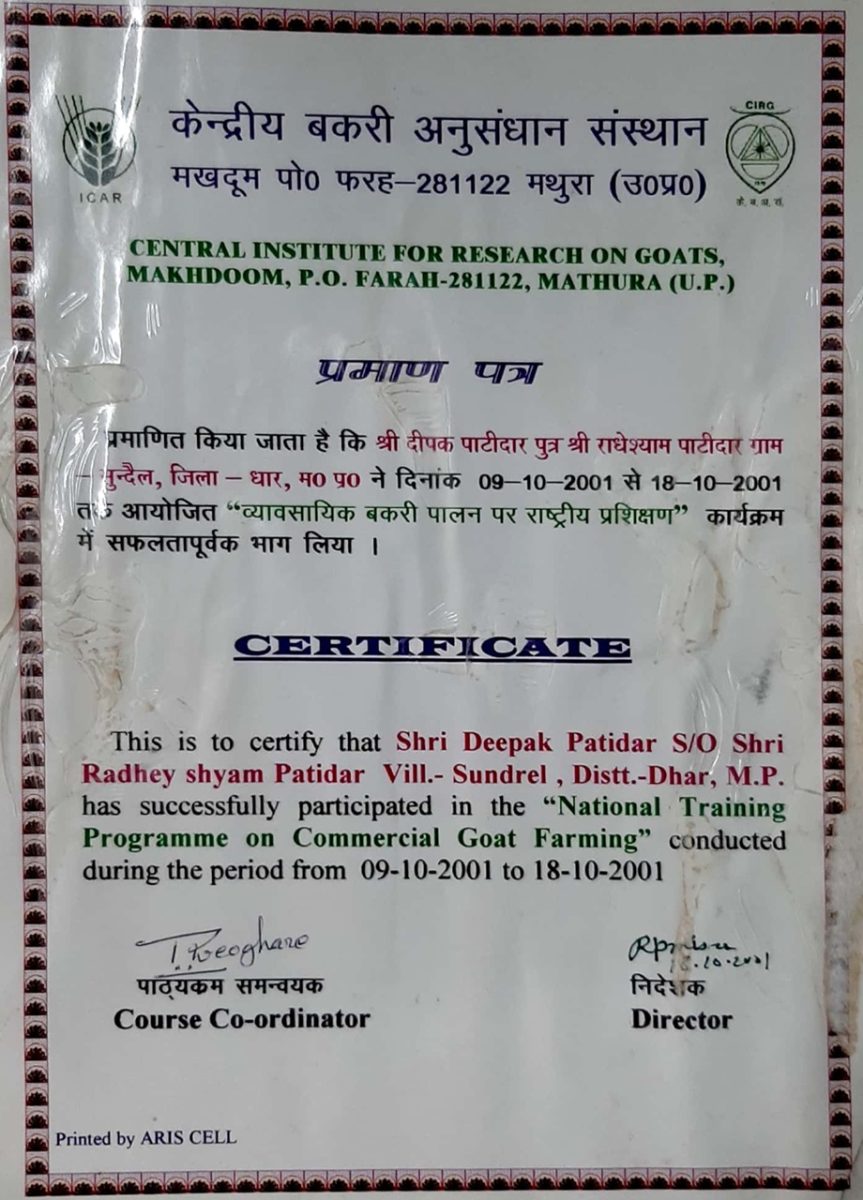 केन्द्रीय बकरी अनुसंधान संस्थान
मखदूम पो0 फरह–281122 मथुरा (उ0प्र0)
ICAR
CIRG
के. ब. अ. सं.
CENTRAL INSTITUTE FOR RESEARCH ON GOATS,
MAKHDOOM, P.O. FARAH-281122, MATHURA (U.P.)
प्रमाण पत्र
प्रमाणित किया जाता है कि श्री दीपक पाटीदार पुत्र श्री राधेश्याम पाटीदार ग्राम
– सुन्दैल, जिला – धार, म0 प्र0 ने दिनांक 09–10–2001 से 18–10–2001
तक आयोजित “व्यावसायिक बकरी पालन पर राष्ट्रीय प्रशिक्षण” कार्यक्रम
में सफलतापूर्वक भाग लिया ।
CERTIFICATE
This is to certify that Shri Deepak Patidar S/O Shri
Radhey shyam Patidar Vill.- Sundrel , Distt.-Dhar, M.P.
has successfully participated in the “National Training
Programme on Commercial Goat Farming” conducted
during the period from 09-10-2001 to 18-10-2001
.10.2001
पाठ्यकम समन्वयक
निदेशक
Course Co-ordinator
Director
Printed by ARIS CELL